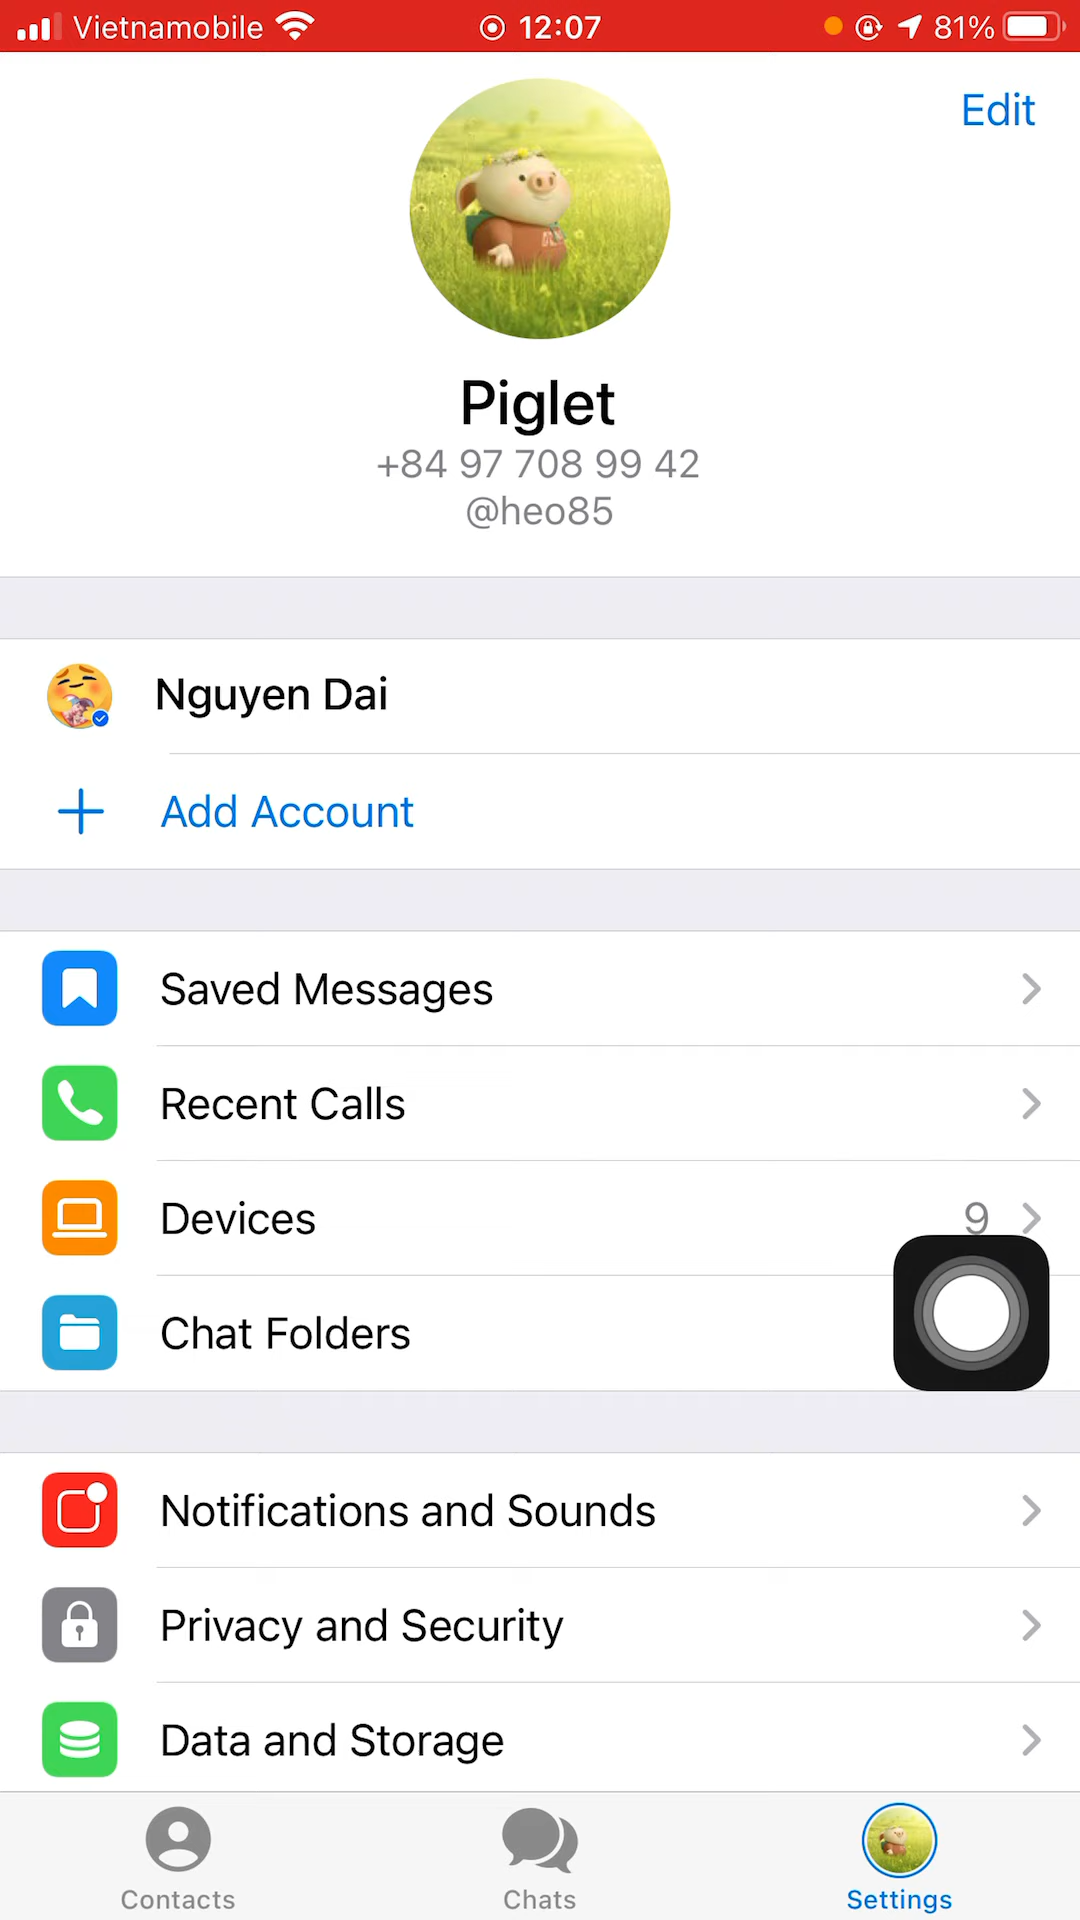 Vietnamobile 12:07 81%
Edit
Piglet
+84 97 708 99 42
@heo85
Nguyen Dai
Add Account
Saved Messages
Recent Calls
Devices 9
Chat Folders
Notifications and Sounds
Privacy and Security
Data and Storage
Contacts Chats Settings